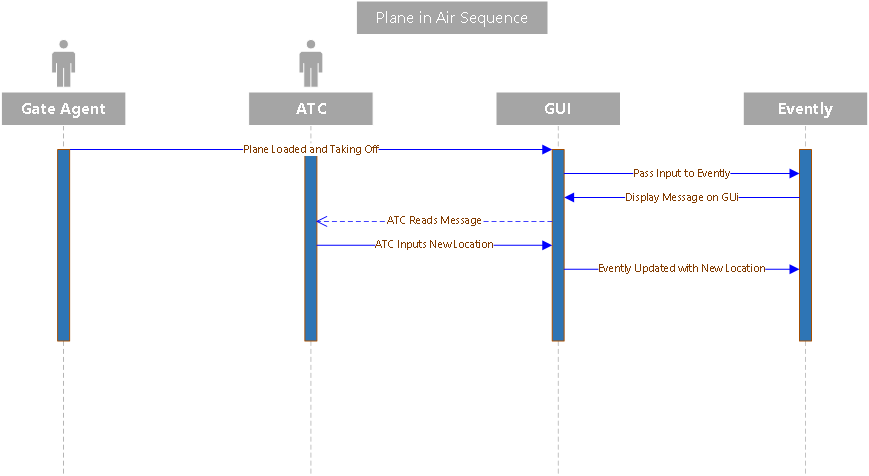 Plane in Air Sequence
Gate Agent
ATC
GUI
Evently
Plane Loaded and Taking Off
Pass Input to Evently
Display Message on GUi
ATC Reads Message
ATC Inputs New Location
Evently Updated with New Location